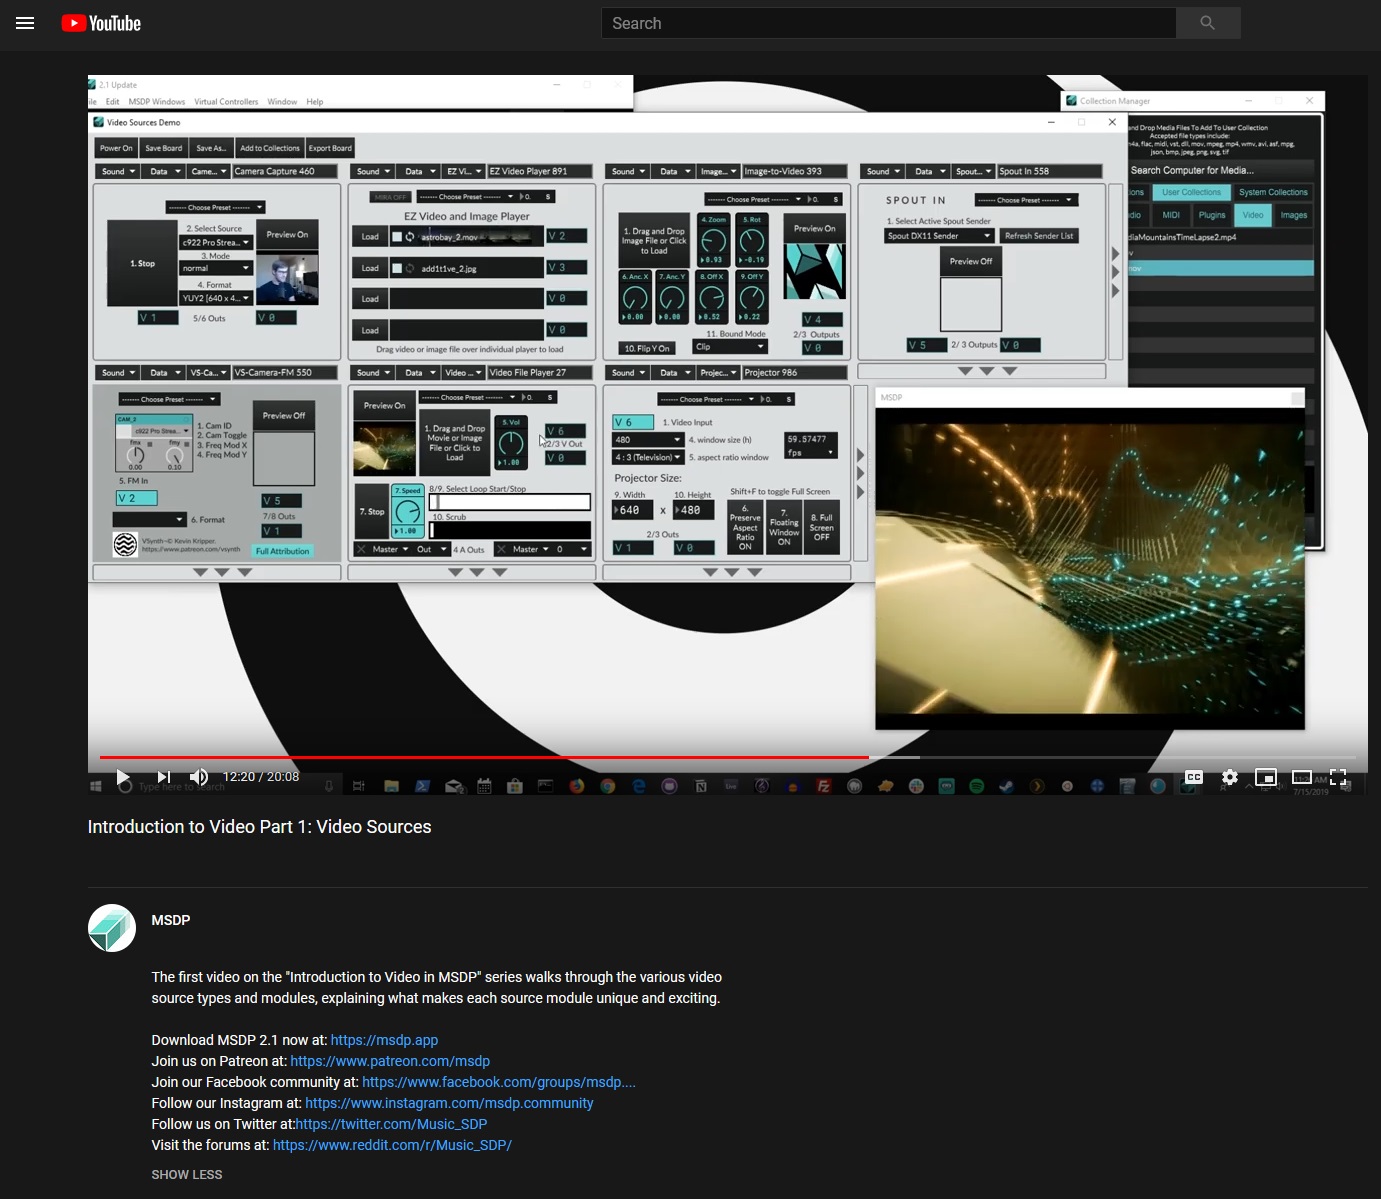 YouTube
Search
2.1 Update
Edit MSDP Windows Virtual Controllers Window Help
Video Sources Demo
Collection Manager
Power On Save Board Save As... Add to Collections Export Board
Sound Data Came... Camera Capture 460
------- Choose Preset -------
2. Select Source
c922 Pro Strea...
3. Mode
normal
4. Format
YUY2 [640 x 4...
1. Stop
Preview On
V 1 5/6 Outs V 0
Sound Data EZ Vi... EZ Video Player 891
MIRA OFF ------- Choose Preset ------- 0. S
EZ Video and Image Player
Load astrobay_2.mov V 2
Load add1t1ve_2.jpg V 3
Load V 0
Load V 0
Drag video or image file over individual player to load
Sound Data Image... Image-to-Video 393
------- Choose Preset ------- 0. S
1. Drag and Drop Image File or Click to Load
4. Zoom 5. Rot
0.93 -0.19
Preview On
6. Anc. X 7. Anc. Y 8. Off X 9. Off Y
0.00 0.00 0.52 0.22
V 4
11. Bound Mode 2/3 Outputs
10. Flip Y On Clip V 0
Sound Data Spout... Spout In 558
SPOUT IN ------- Choose Preset -------
1. Select Active Spout Sender
Spout DX11 Sender Refresh Sender List
Preview Off
V 5 2/ 3 Outputs V 0
and Drop Media Files To Add To User Collection
Accepted file types include:
n4a, flac, midi, vst, dll, mov, mpeg, mp4, wmv, avi, asf, mpg,
json, bmp, jpeg, png, svg, tif
Search Computer for Media...
User Collections System Collections
MIDI Plugins Video Images
diaMountainsTimeLapse2.mp4
Sound Data VS-Ca... VS-Camera-FM 550
------- Choose Preset -------
CAM_2
c922 Pro Strea...
fmx fmy
0.00 0.10
1. Cam ID
2. Cam Toggle
3. Freq Mod X
4. Freq Mod Y
Preview Off
5. FM In
V 2 V 5
7/8 Outs
6. Format V 1
VSynth -© Kevin Kripper.
https://www.patreon.com/vsynth Full Attribution
Sound Data Video ... Video File Player 27
Preview On ------- Choose Preset ------- 0. S
1. Drag and Drop Movie or Image File or Click to Load
5. Vol
1.00
V 6
2/3 V Out
V 0
7. Stop 7. Speed 8/9. Select Loop Start/Stop
10. Scrub
1.00
Master Out 4 A Outs Master 0
Sound Data Projec... Projector 986
------- Choose Preset ------- 0. S
V 6 1. Video Input
480 4. window size (h) 59.57477
4 : 3 (Television) 5. aspect ratio window fps
Projector Size:
9. Width 10. Height Shift+F to toggle Full Screen
640 x 480
2/3 Outs
V 1 V 0
6. Preserve Aspect Ratio ON
7. Floating Window ON
8. Full Screen OFF
MSDP
12:20 / 20:08
CC
Type here to search
AM
7/15/2019
Introduction to Video Part 1: Video Sources
MSDP
The first video on the "Introduction to Video in MSDP" series walks through the various video
source types and modules, explaining what makes each source module unique and exciting.
Download MSDP 2.1 now at: https://msdp.app
Join us on Patreon at: https://www.patreon.com/msdp
Join our Facebook community at: https://www.facebook.com/groups/msdp....
Follow our Instagram at: https://www.instagram.com/msdp.community
Follow us on Twitter at:https://twitter.com/Music_SDP
Visit the forums at: https://www.reddit.com/r/Music_SDP/
SHOW LESS